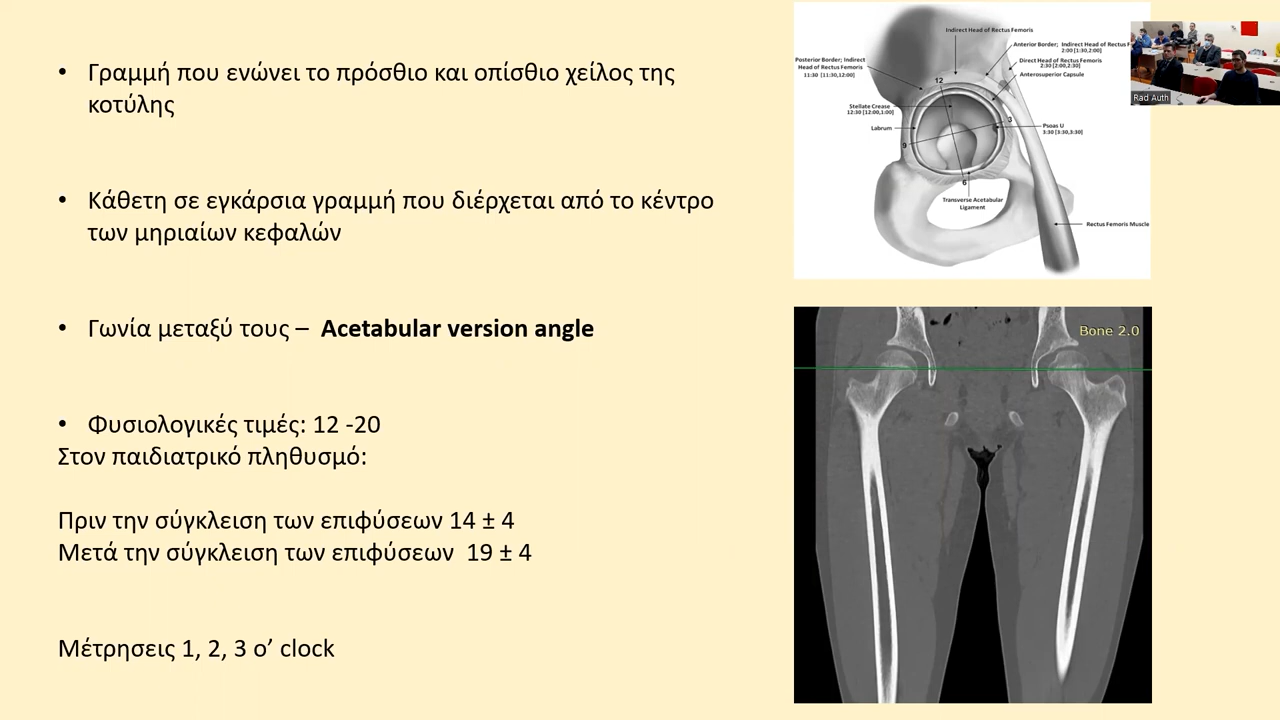 • Γραμμή που ενώνει το πρόσθιο και οπίσθιο χείλος της
κοτύλης
• Κάθετη σε εγκάρσια γραμμή που διέρχεται από το κέντρο
των μηριαίων κεφαλών
• Γωνία μεταξύ τους – Acetabular version angle
• Φυσιολογικές τιμές: 12 -20
Στον παιδιατρικό πληθυσμό:
Πριν την σύγκλειση των επιφύσεων 14 ± 4
Μετά την σύγκλειση των επιφύσεων 19 ± 4
Μέτρησεις 1, 2, 3 o’ clock
Indirect Head of Rectus Femoris
Anterior Border; Indirect Head of Rectus F
2:00 [1:30,2:00]
Direct Head of Rectus Femoris
2:30 [2:00,2:30]
Anterosuperior Capsule
Posterior Border; Indirect
Head of Rectus Femoris
11:30 [11:30,12:00]
12
Stellate Crease
12:30 [12:00,1:00]
Labrum
3
Psoas U
3:30 [3:30,3:30]
9
6
Transverse Acetabular
Ligament
Rectus Femoris Muscle
Rad Auth
Bone 2.0